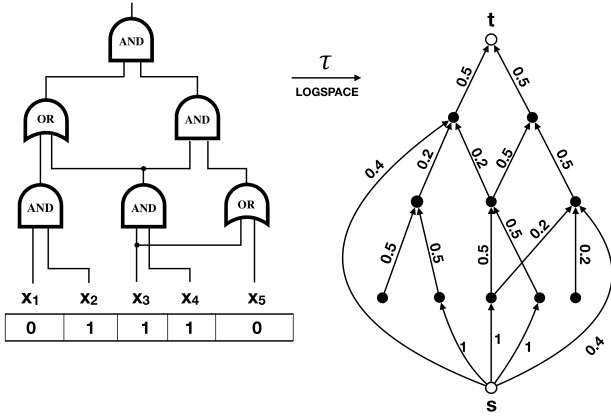 t
AND
τ
LOGSPACE
0.5 0.5
OR AND
0.4 0.2 0.2 0.5 0.5
AND AND OR
0.5 0.5 0.5 0.5 0.2 0.2
x1 x2 x3 x4 x5
0 1 1 1 0
1 1 1 0.4
s